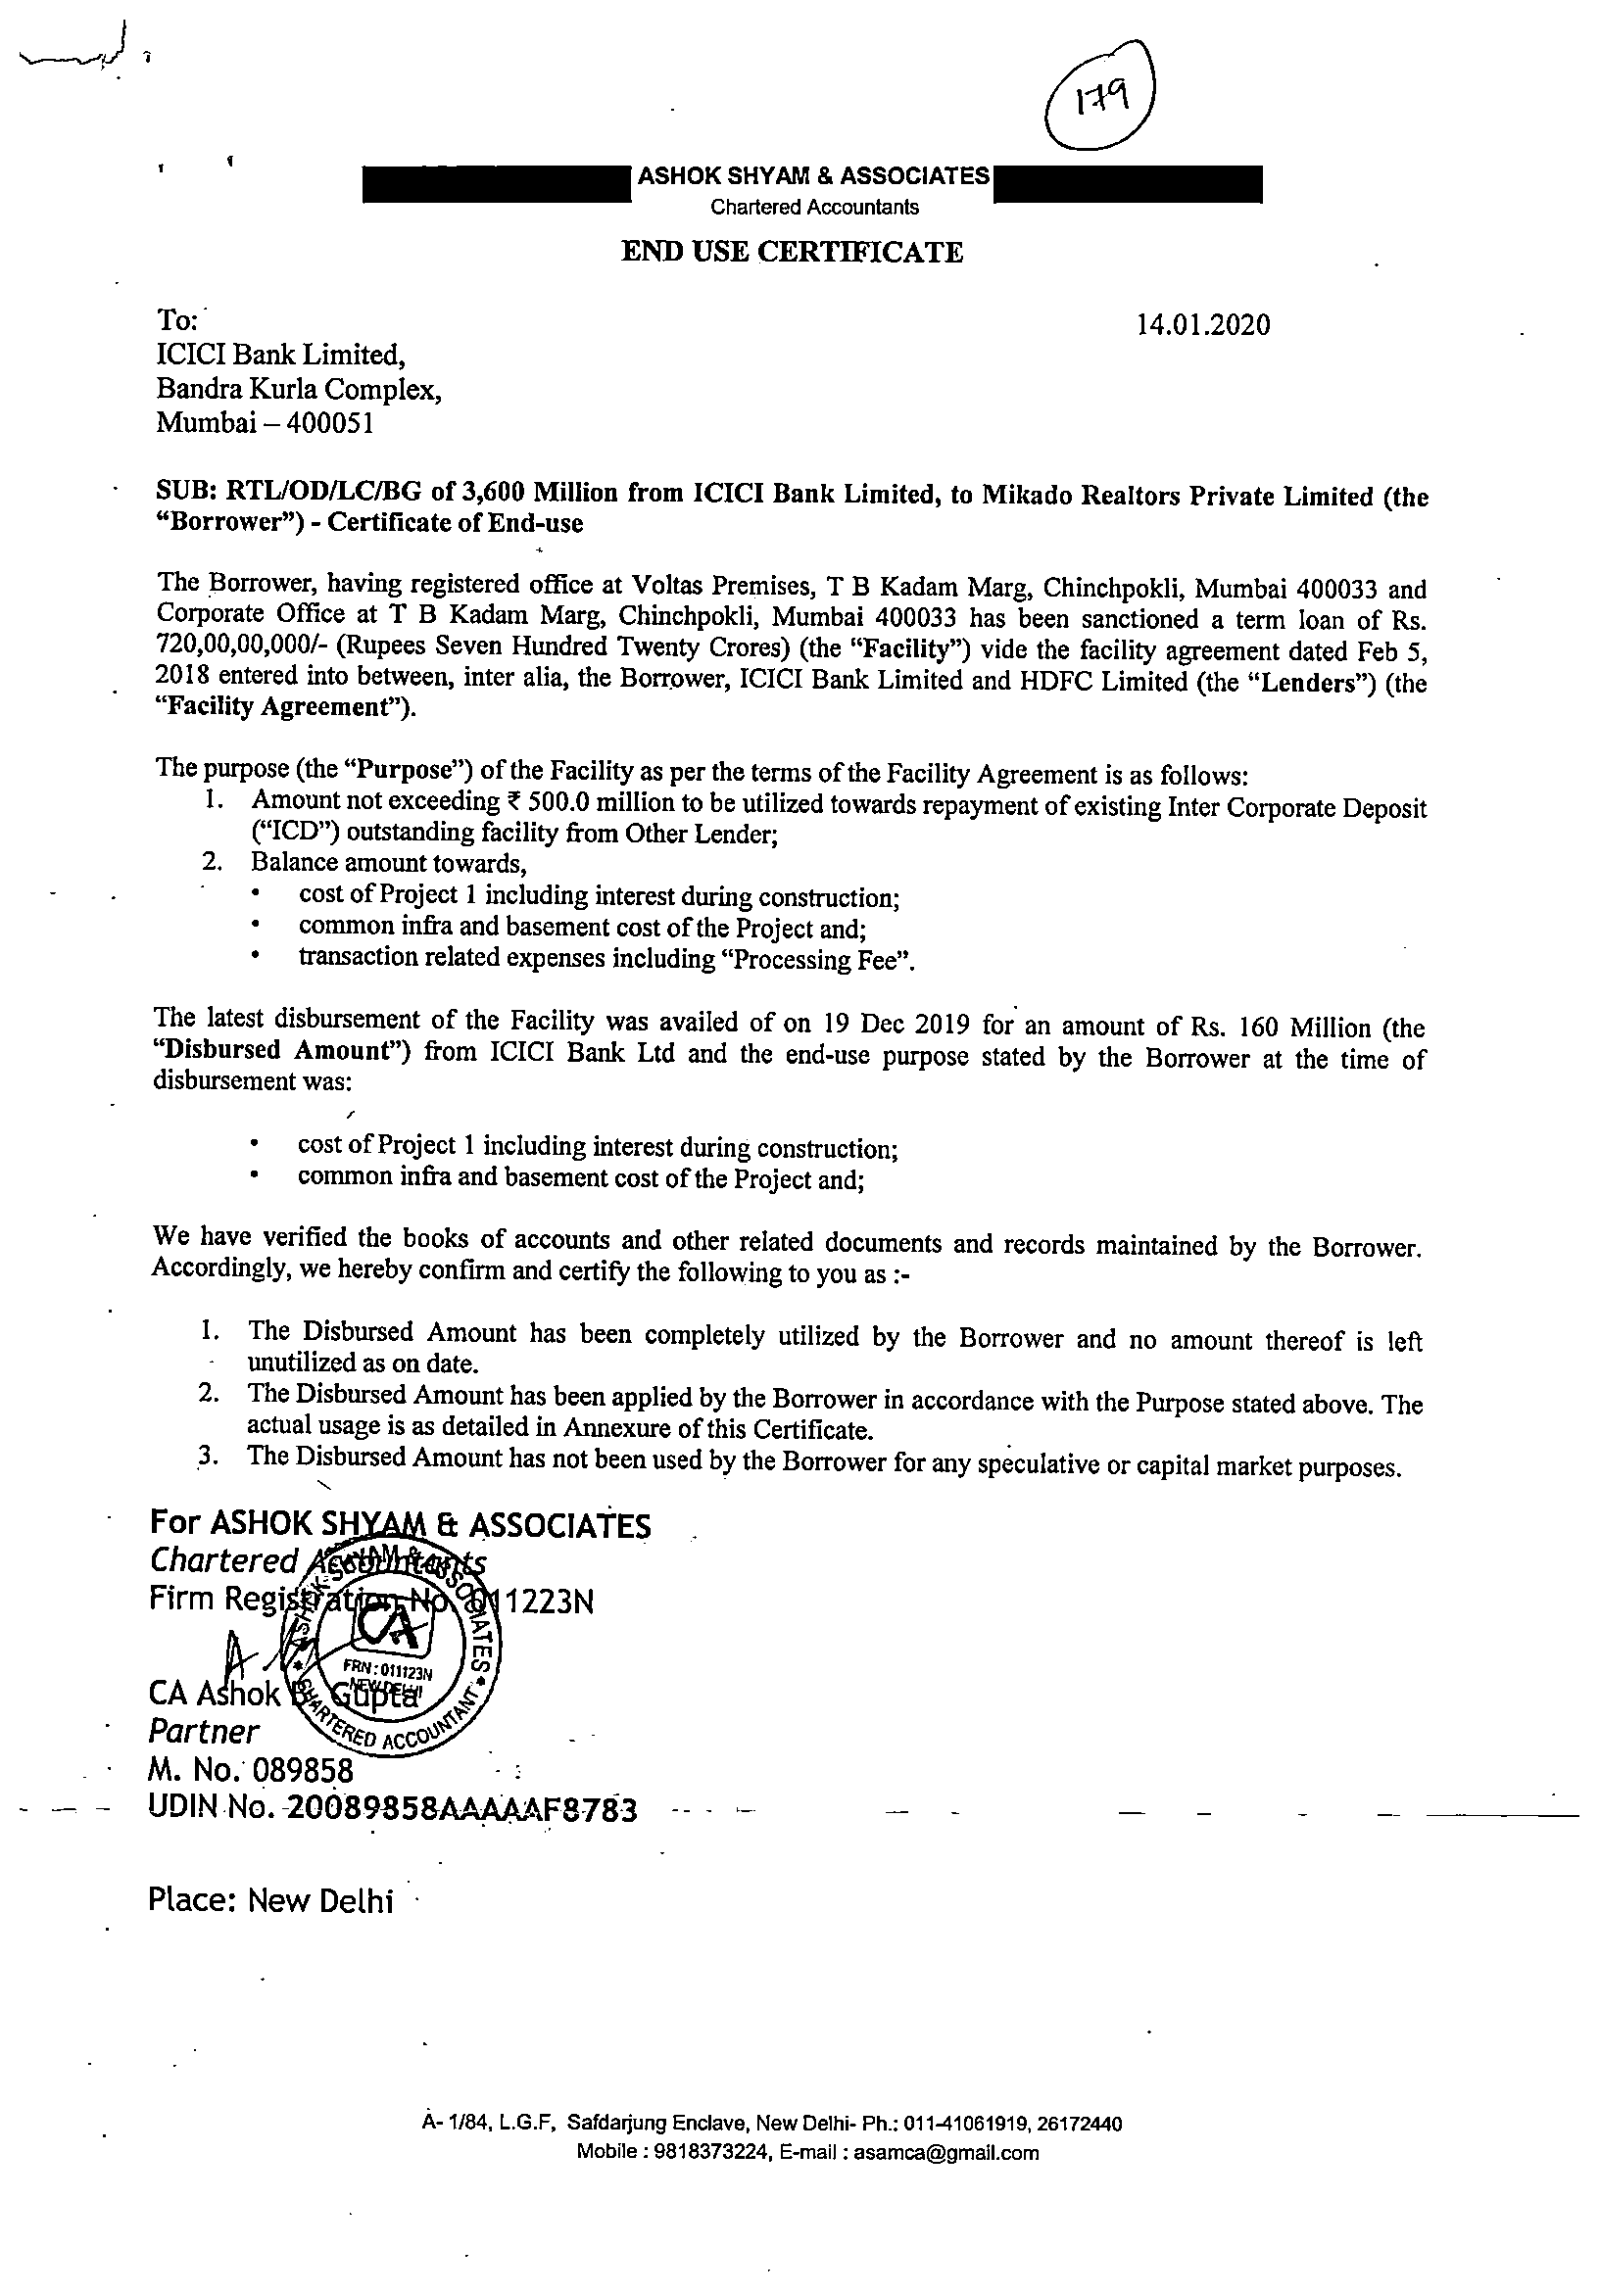 179
ASHOK SHYAM & ASSOCIATES
Chartered Accountants
END USE CERTIFICATE
To:
14.01.2020
ICICI Bank Limited,
Bandra Kurla Complex,
Mumbai – 400051
SUB: RTL/OD/LC/BG of 3,600 Million from ICICI Bank Limited, to Mikado Realtors Private Limited (the
“Borrower”) - Certificate of End-use
The Borrower, having registered office at Voltas Premises, T B Kadam Marg, Chinchpokli, Mumbai 400033 and
Corporate Office at T B Kadam Marg, Chinchpokli, Mumbai 400033 has been sanctioned a term loan of Rs.
720,00,00,000/- (Rupees Seven Hundred Twenty Crores) (the “Facility”) vide the facility agreement dated Feb 5,
2018 entered into between, inter alia, the Borrower, ICICI Bank Limited and HDFC Limited (the “Lenders”) (the
“Facility Agreement”).
The purpose (the “Purpose”) of the Facility as per the terms of the Facility Agreement is as follows:
1. Amount not exceeding ₹ 500.0 million to be utilized towards repayment of existing Inter Corporate Deposit
(“ICD”) outstanding facility from Other Lender;
2. Balance amount towards,
• cost of Project 1 including interest during construction;
• common infra and basement cost of the Project and;
• transaction related expenses including “Processing Fee”.
The latest disbursement of the Facility was availed of on 19 Dec 2019 for an amount of Rs. 160 Million (the
“Disbursed Amount”) from ICICI Bank Ltd and the end-use purpose stated by the Borrower at the time of
disbursement was:
• cost of Project 1 including interest during construction;
• common infra and basement cost of the Project and;
We have verified the books of accounts and other related documents and records maintained by the Borrower.
Accordingly, we hereby confirm and certify the following to you as :-
1. The Disbursed Amount has been completely utilized by the Borrower and no amount thereof is left
unutilized as on date.
2. The Disbursed Amount has been applied by the Borrower in accordance with the Purpose stated above. The
actual usage is as detailed in Annexure of this Certificate.
3. The Disbursed Amount has not been used by the Borrower for any speculative or capital market purposes.
For ASHOK SHYAM & ASSOCIATES
Chartered Accountants
Firm Registration No. 011223N
ASHOK SHYAM & ASSOCIATES
CA
FRN: 011123N
NEW DELHI
CHARTERED ACCOUNTANT
CA Ashok B. Gupta
Partner
M. No. 089858
UDIN No. 20089858AAAAAF8783
Place: New Delhi
A- 1/84, L.G.F, Safdarjung Enclave, New Delhi- Ph.: 011-41061919, 26172440
Mobile : 9818373224, E-mail : asamca@gmail.com